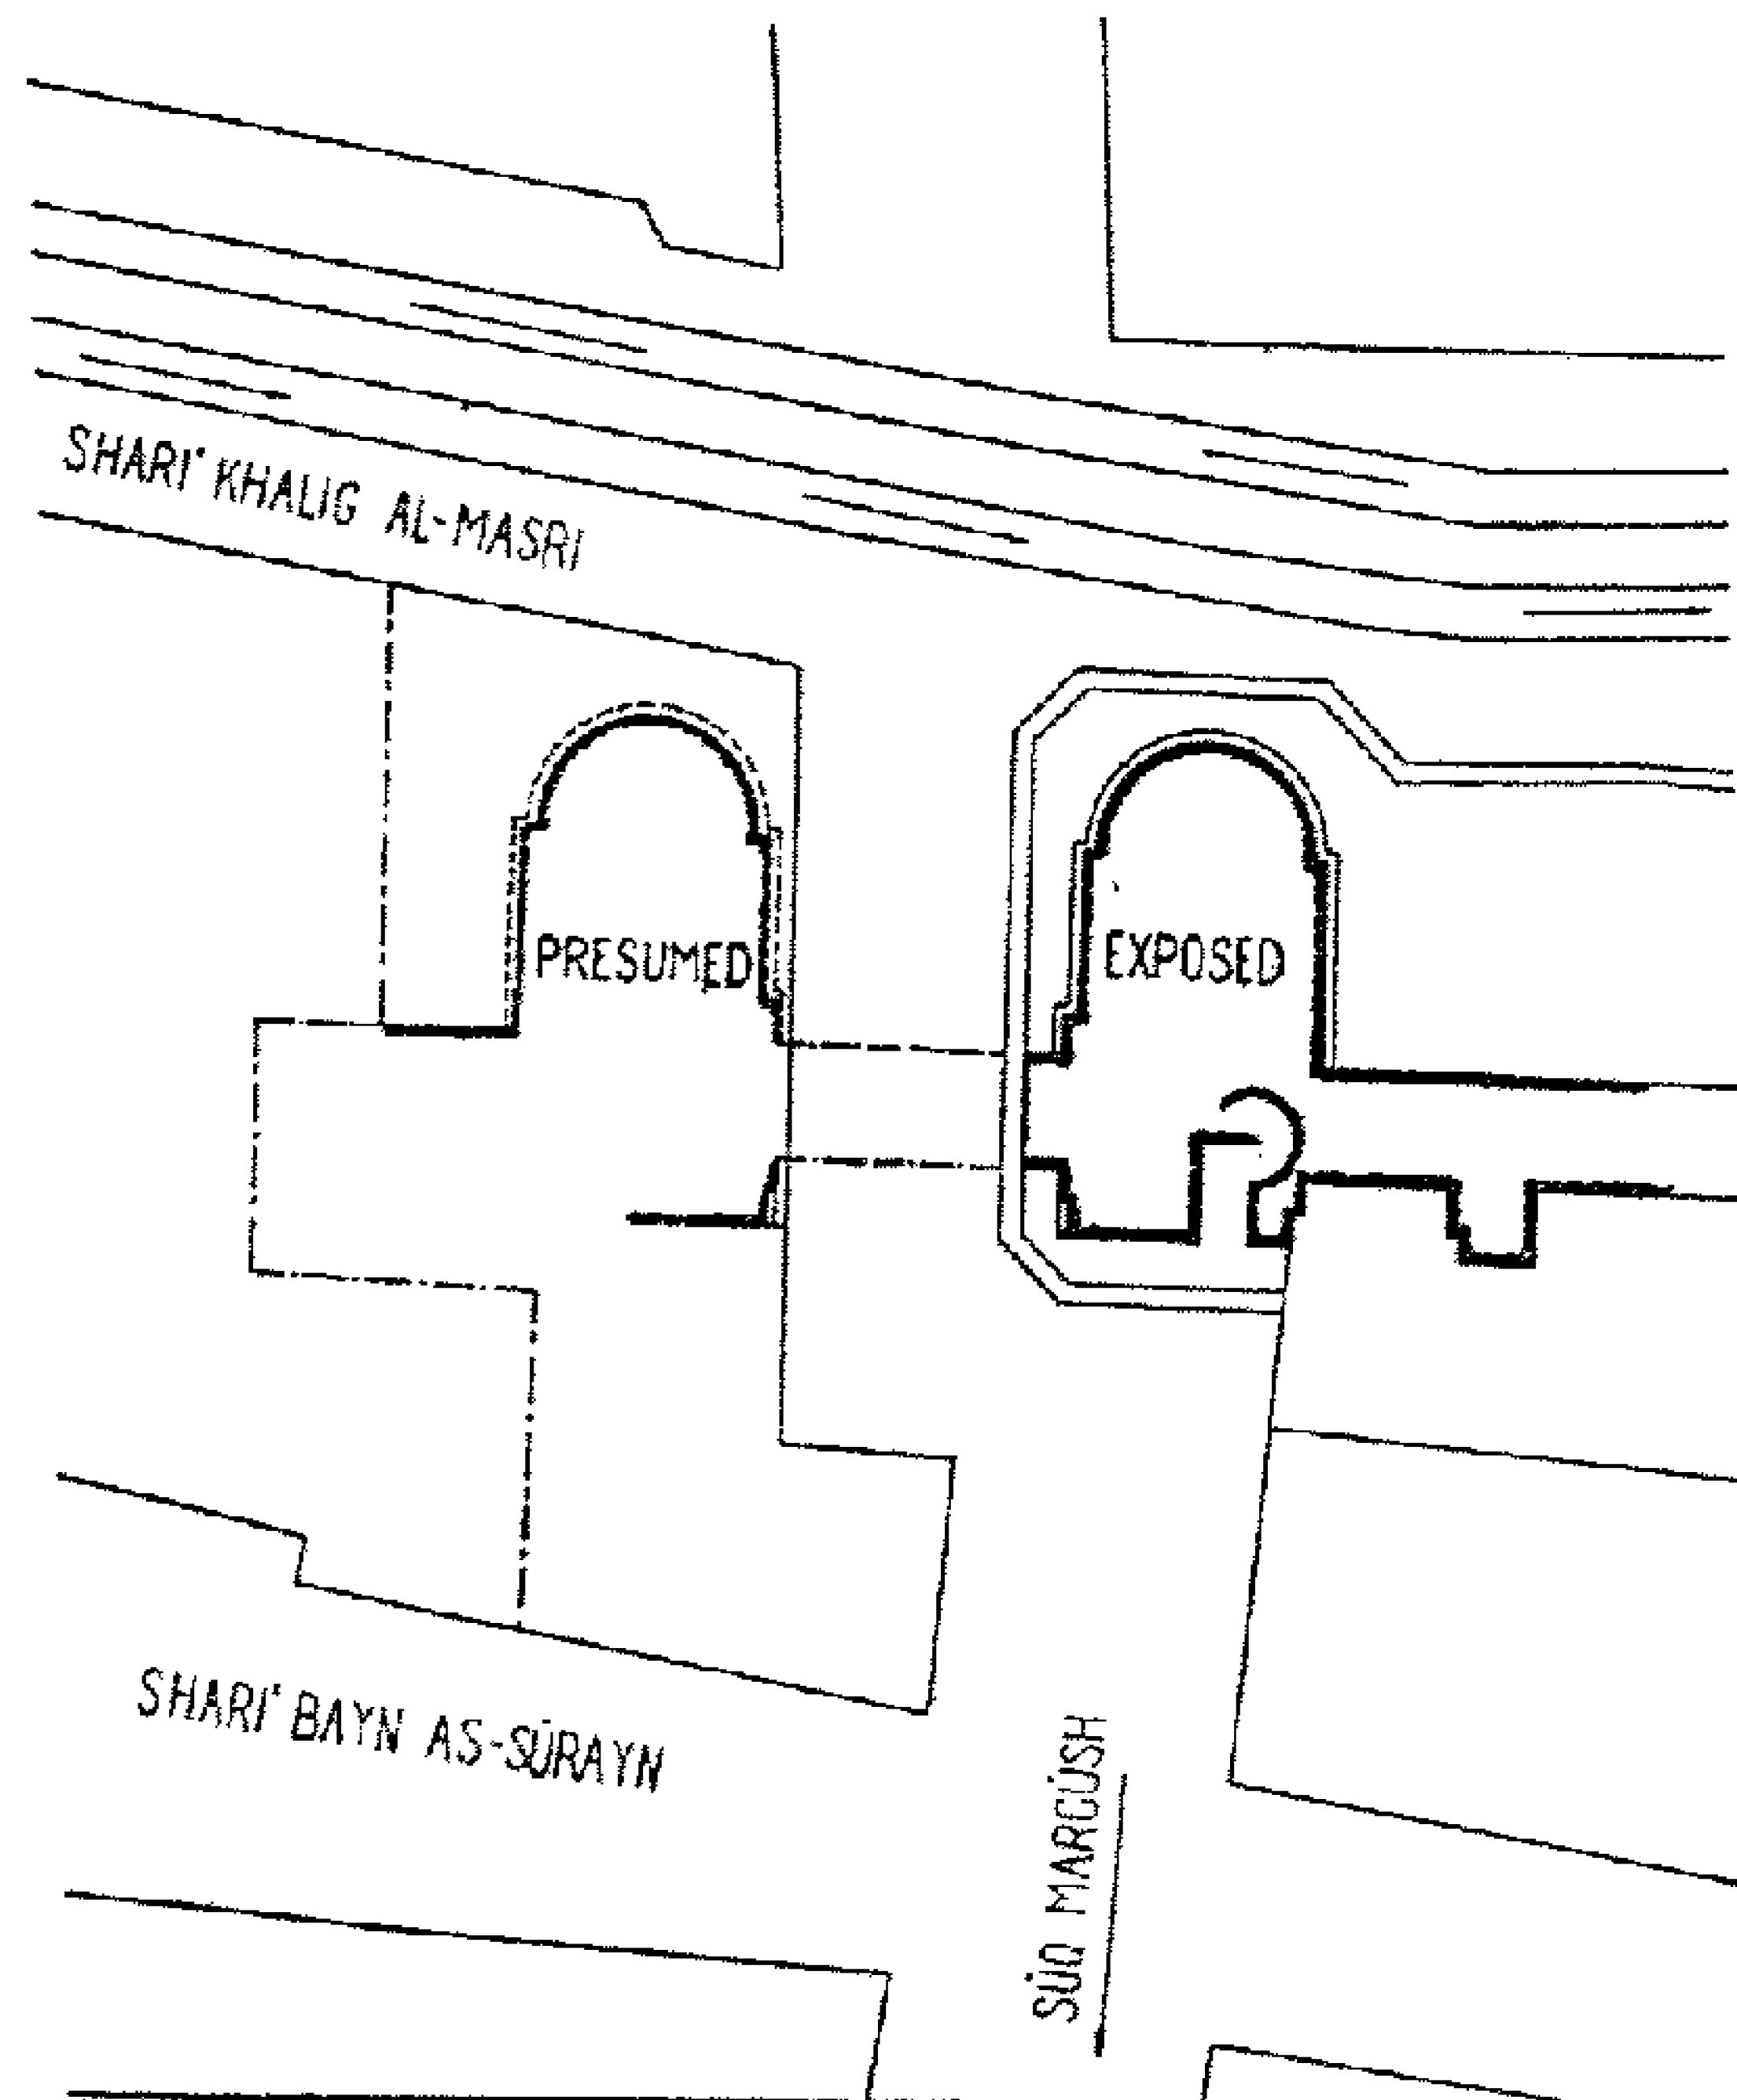 SHARI' KHALIG AL-MASRI
PRESUMED
EXPOSED
SHARI' BAYN AS-SŪRAYN
SŪQ MARGŪSH